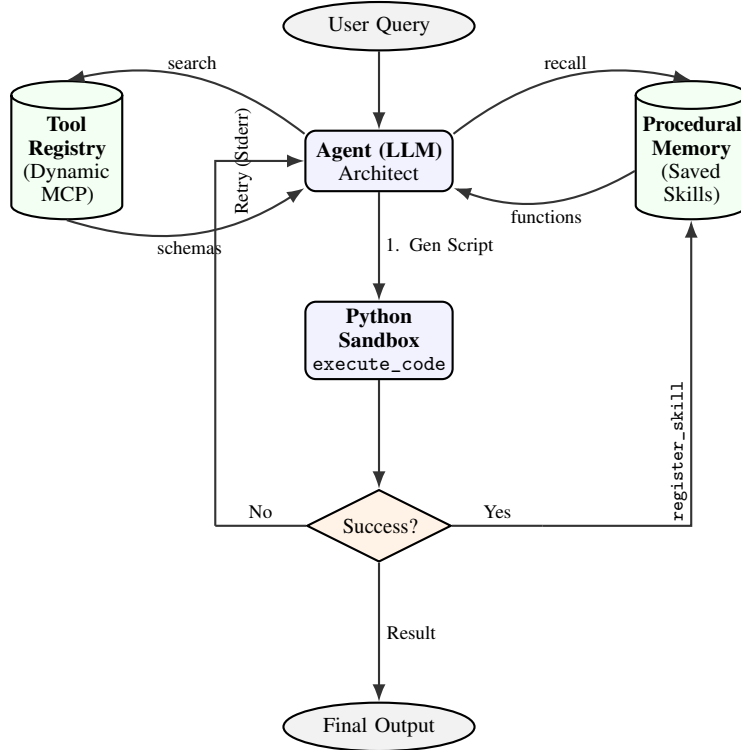 User Query
search
recall
Tool
Registry
(Dynamic
MCP)
Retry (Stderr)
Agent (LLM)
Architect
Procedural
Memory
(Saved
Skills)
schemas
functions
1. Gen Script
Python
Sandbox
execute_code
register_skill
No
Success?
Yes
Result
Final Output